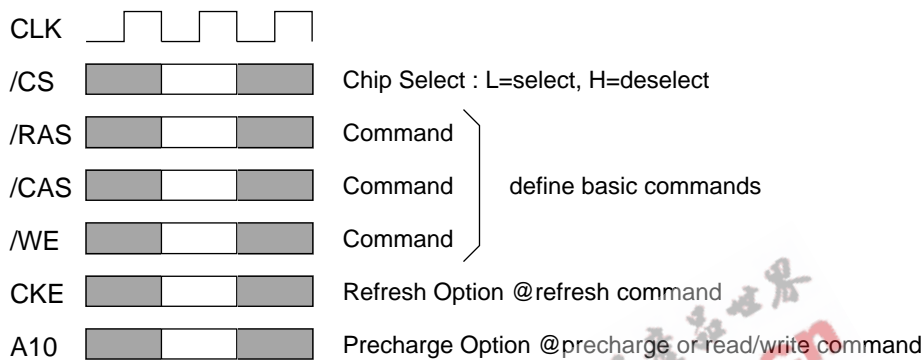 CLK
/CS Chip Select : L=select, H=deselect
/RAS Command
/CAS Command define basic commands
/WE Command
CKE Refresh Option @refresh command
A10 Precharge Option @precharge or read/write command